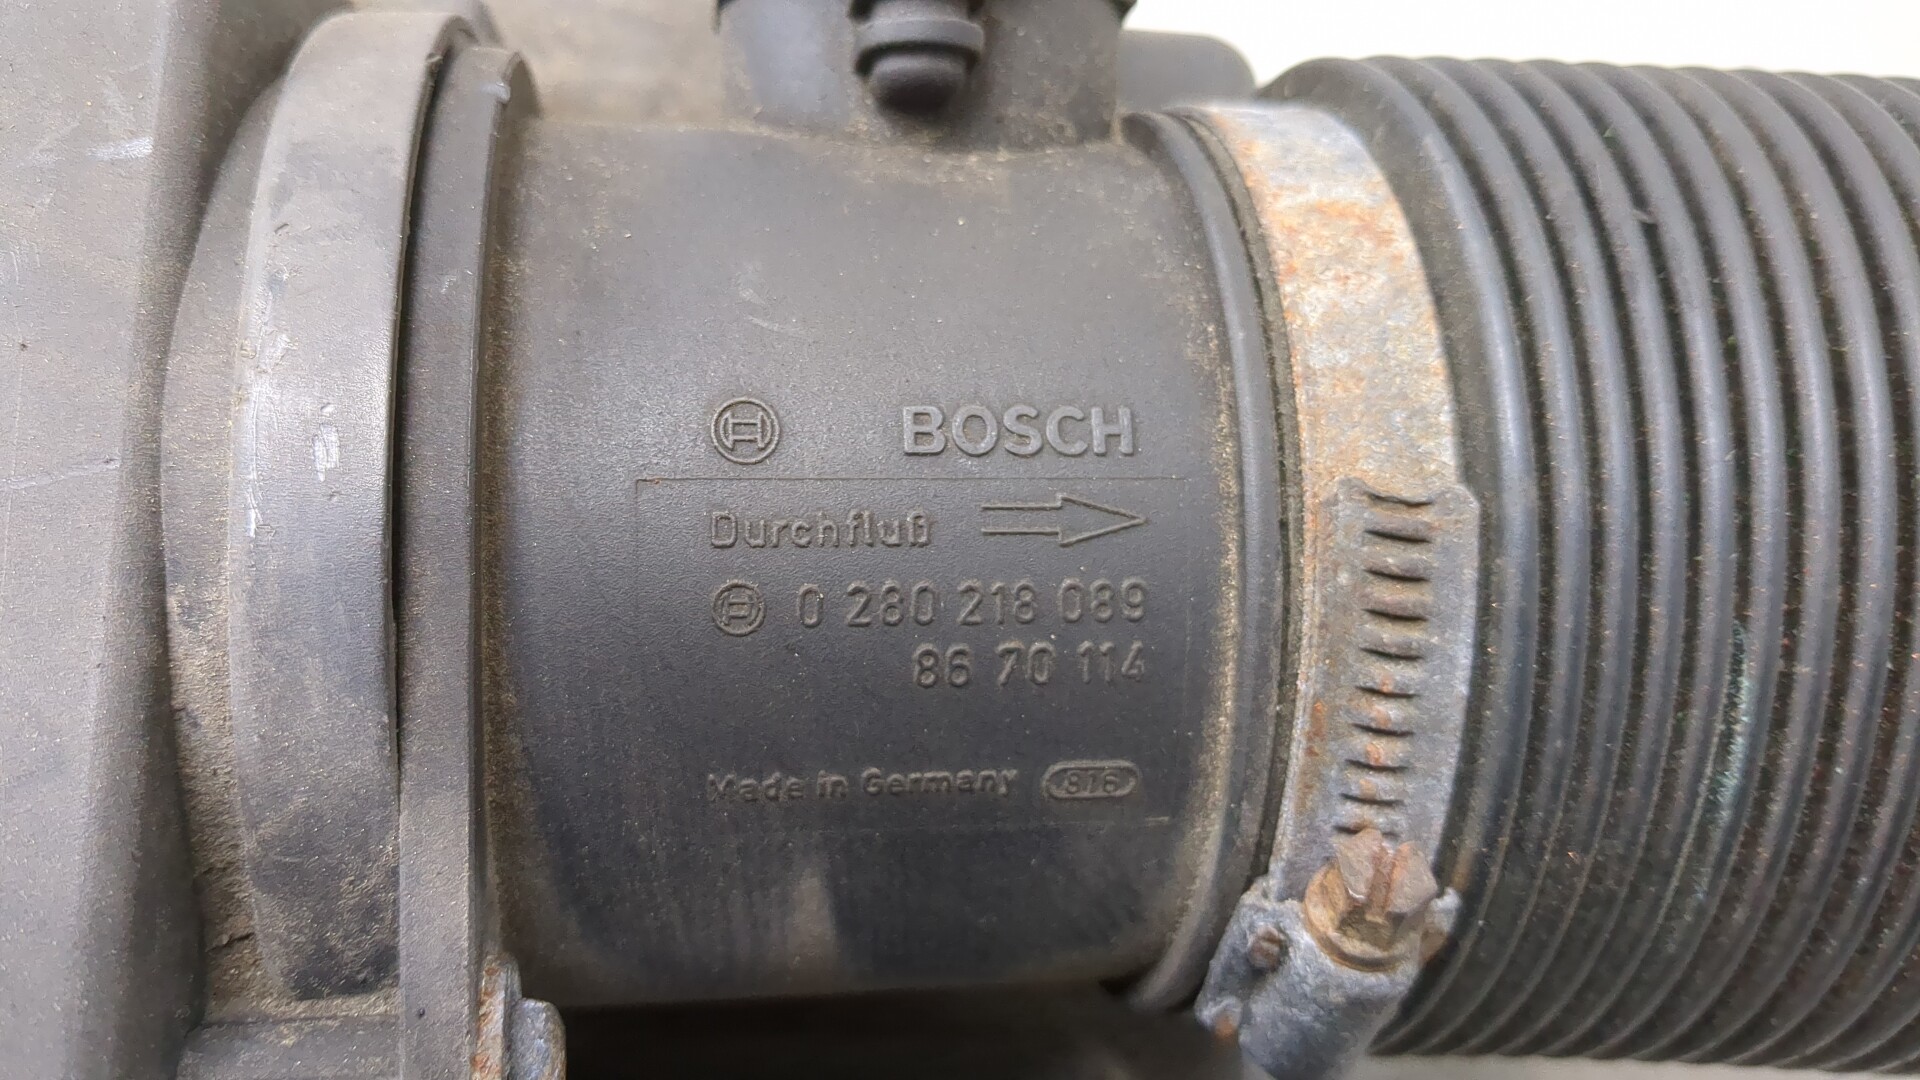 BOSCH
Durchfluß
0 280 218 089
86 70 114
Made in Germany 816